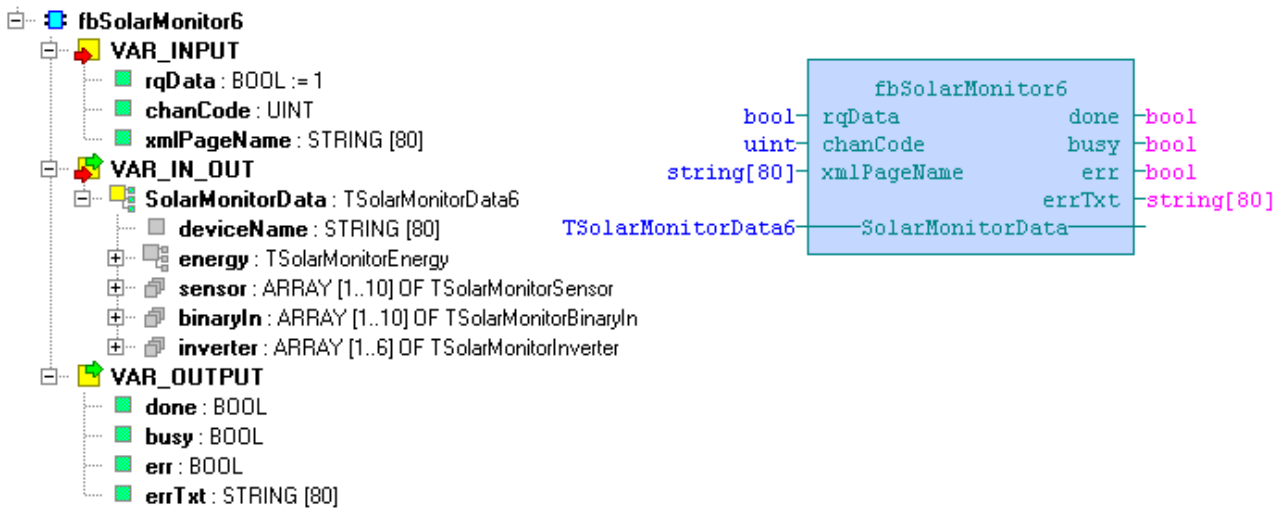 fbSolarMonitor6
VAR_INPUT
rqData : BOOL := 1
chanCode : UINT
xmlPageName : STRING [80]
VAR_IN_OUT
SolarMonitorData : TSolarMonitorData6
deviceName : STRING [80]
energy : TSolarMonitorEnergy
sensor : ARRAY [1..10] OF TSolarMonitorSensor
binaryIn : ARRAY [1..10] OF TSolarMonitorBinaryIn
inverter : ARRAY [1..6] OF TSolarMonitorInverter
VAR_OUTPUT
done : BOOL
busy : BOOL
err : BOOL
errTxt : STRING [80]
fbSolarMonitor6
bool rqData done bool
uint chanCode busy bool
string[80] xmlPageName err bool
errTxt string[80]
TSolarMonitorData6 SolarMonitorData